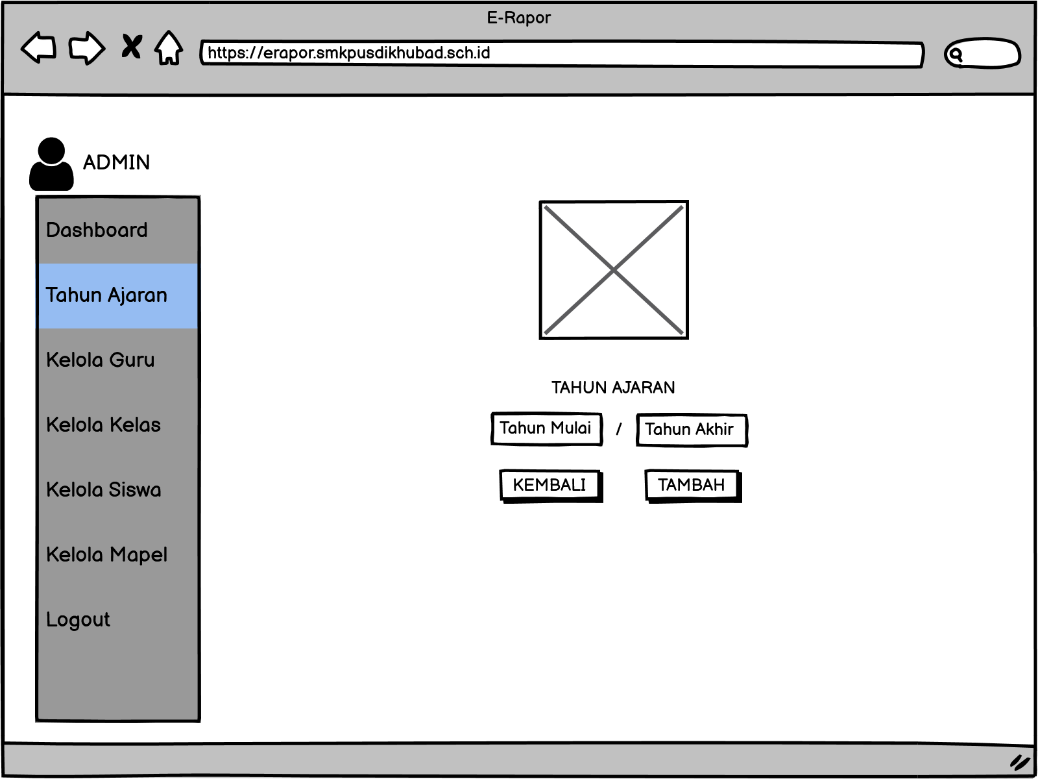 E-Rapor
https://erapor.smkpusdikhubad.sch.id
ADMIN
Dashboard
Tahun Ajaran
Kelola Guru
Kelola Kelas
Kelola Siswa
Kelola Mapel
Logout
TAHUN AJARAN
Tahun Mulai / Tahun Akhir
KEMBALI TAMBAH